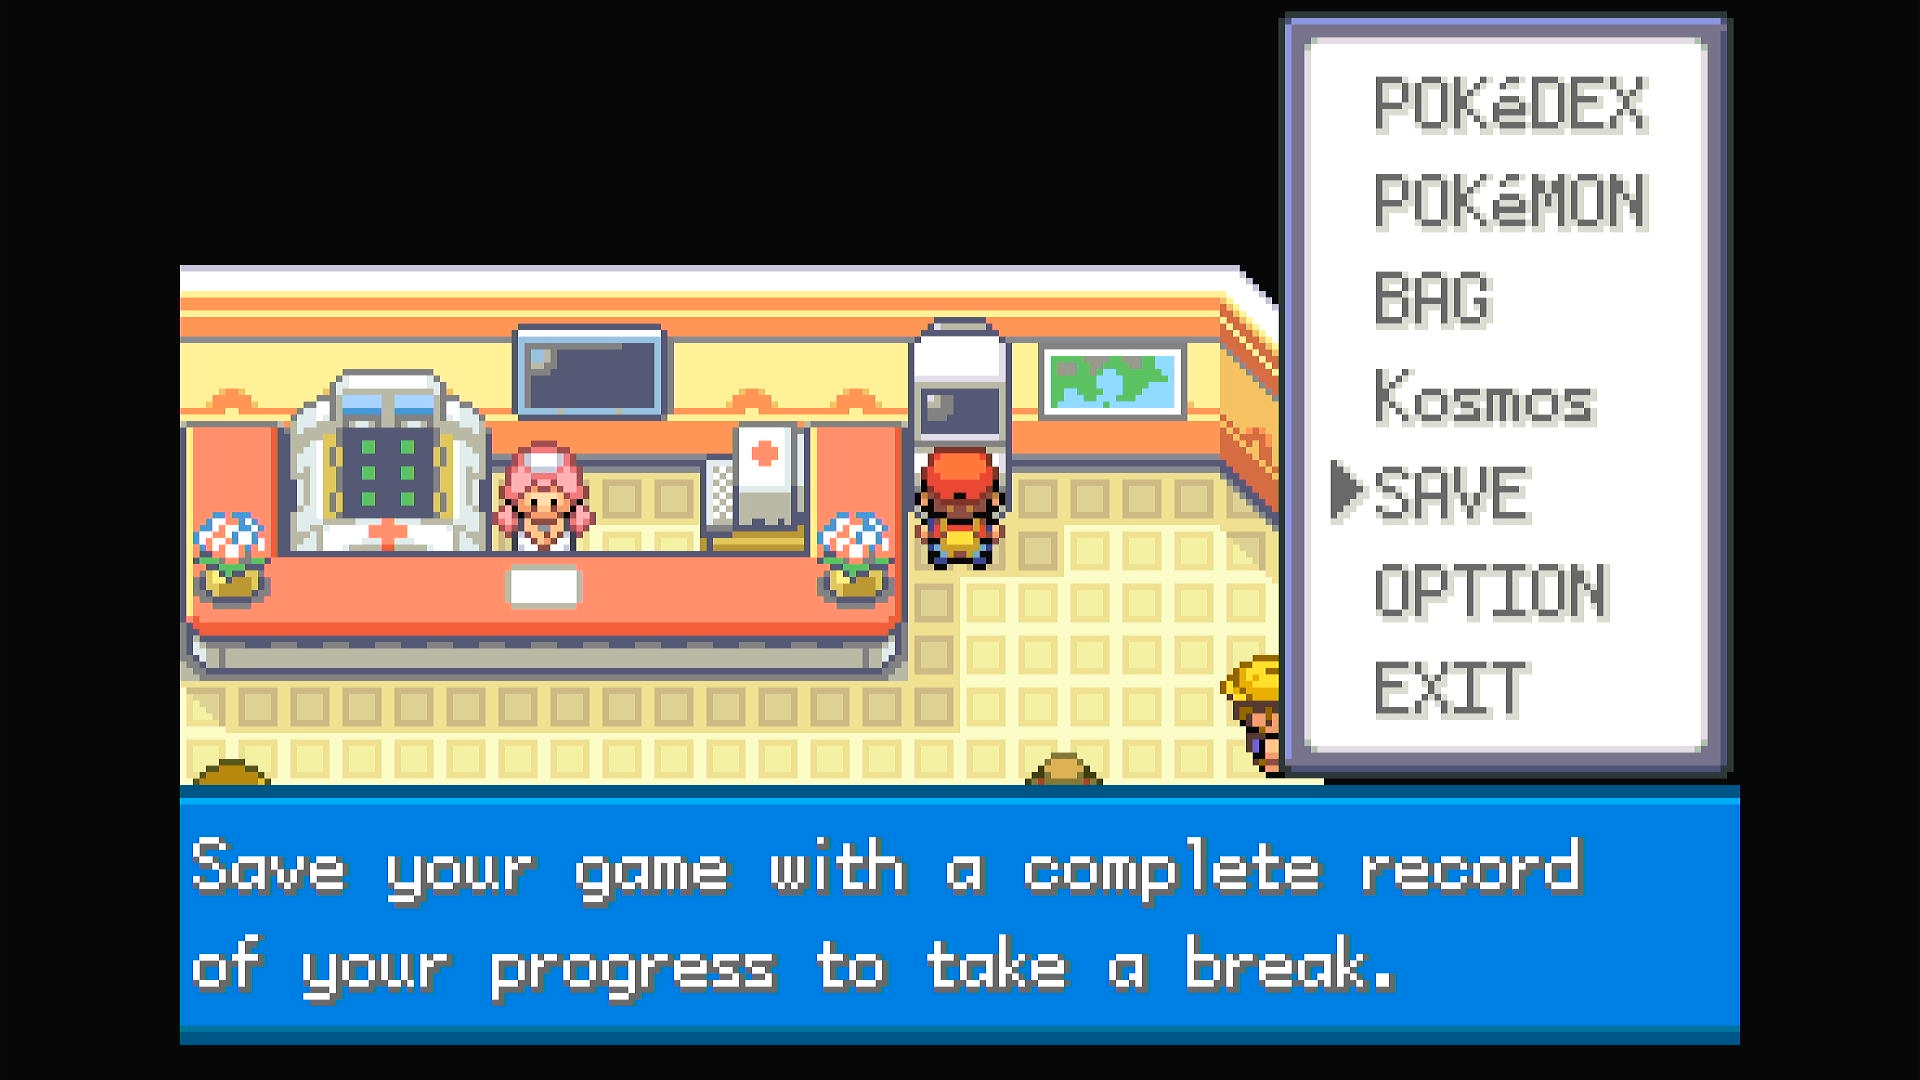 POKéDEX
POKéMON
BAG
Kosmos
SAVE
OPTION
EXIT
Save your game with a complete record
of your progress to take a break.